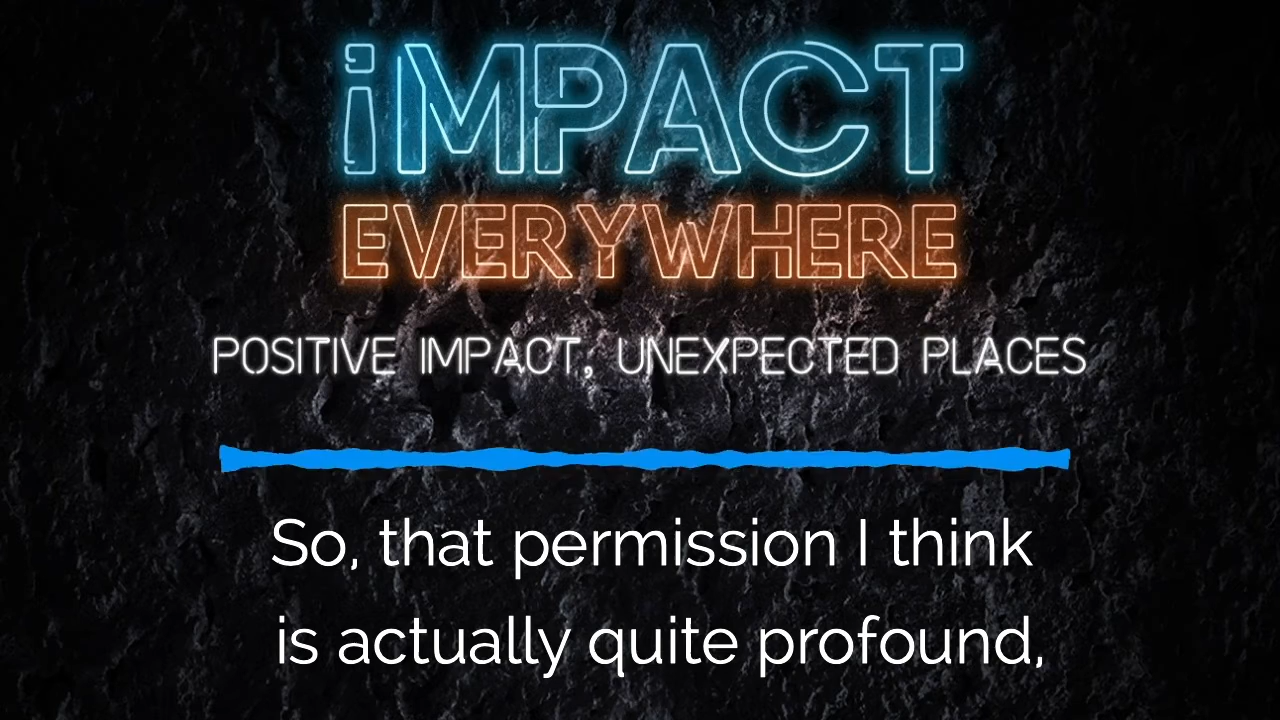 iMPACT
EVERYWHERE
POSITIVE IMPACT, UNEXPECTED PLACES
So, that permission I think
is actually quite profound,